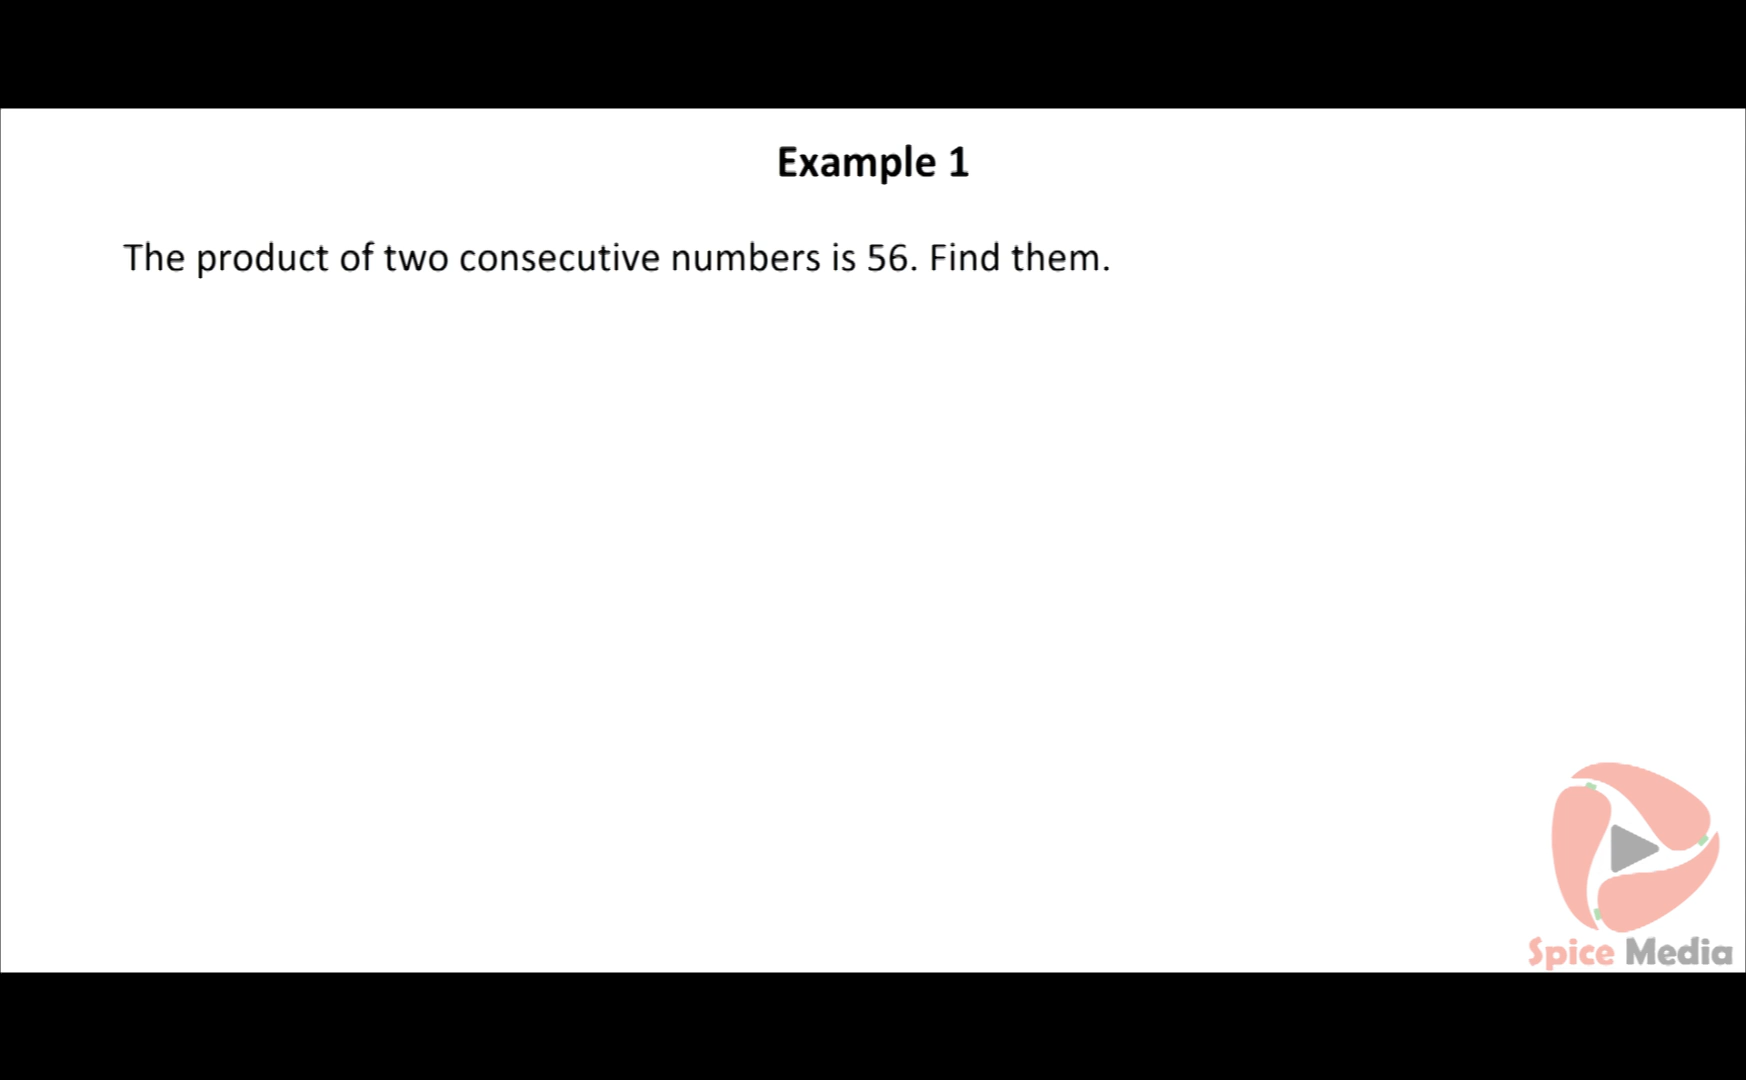 Example 1
The product of two consecutive numbers is 56. Find them.
Spice Media